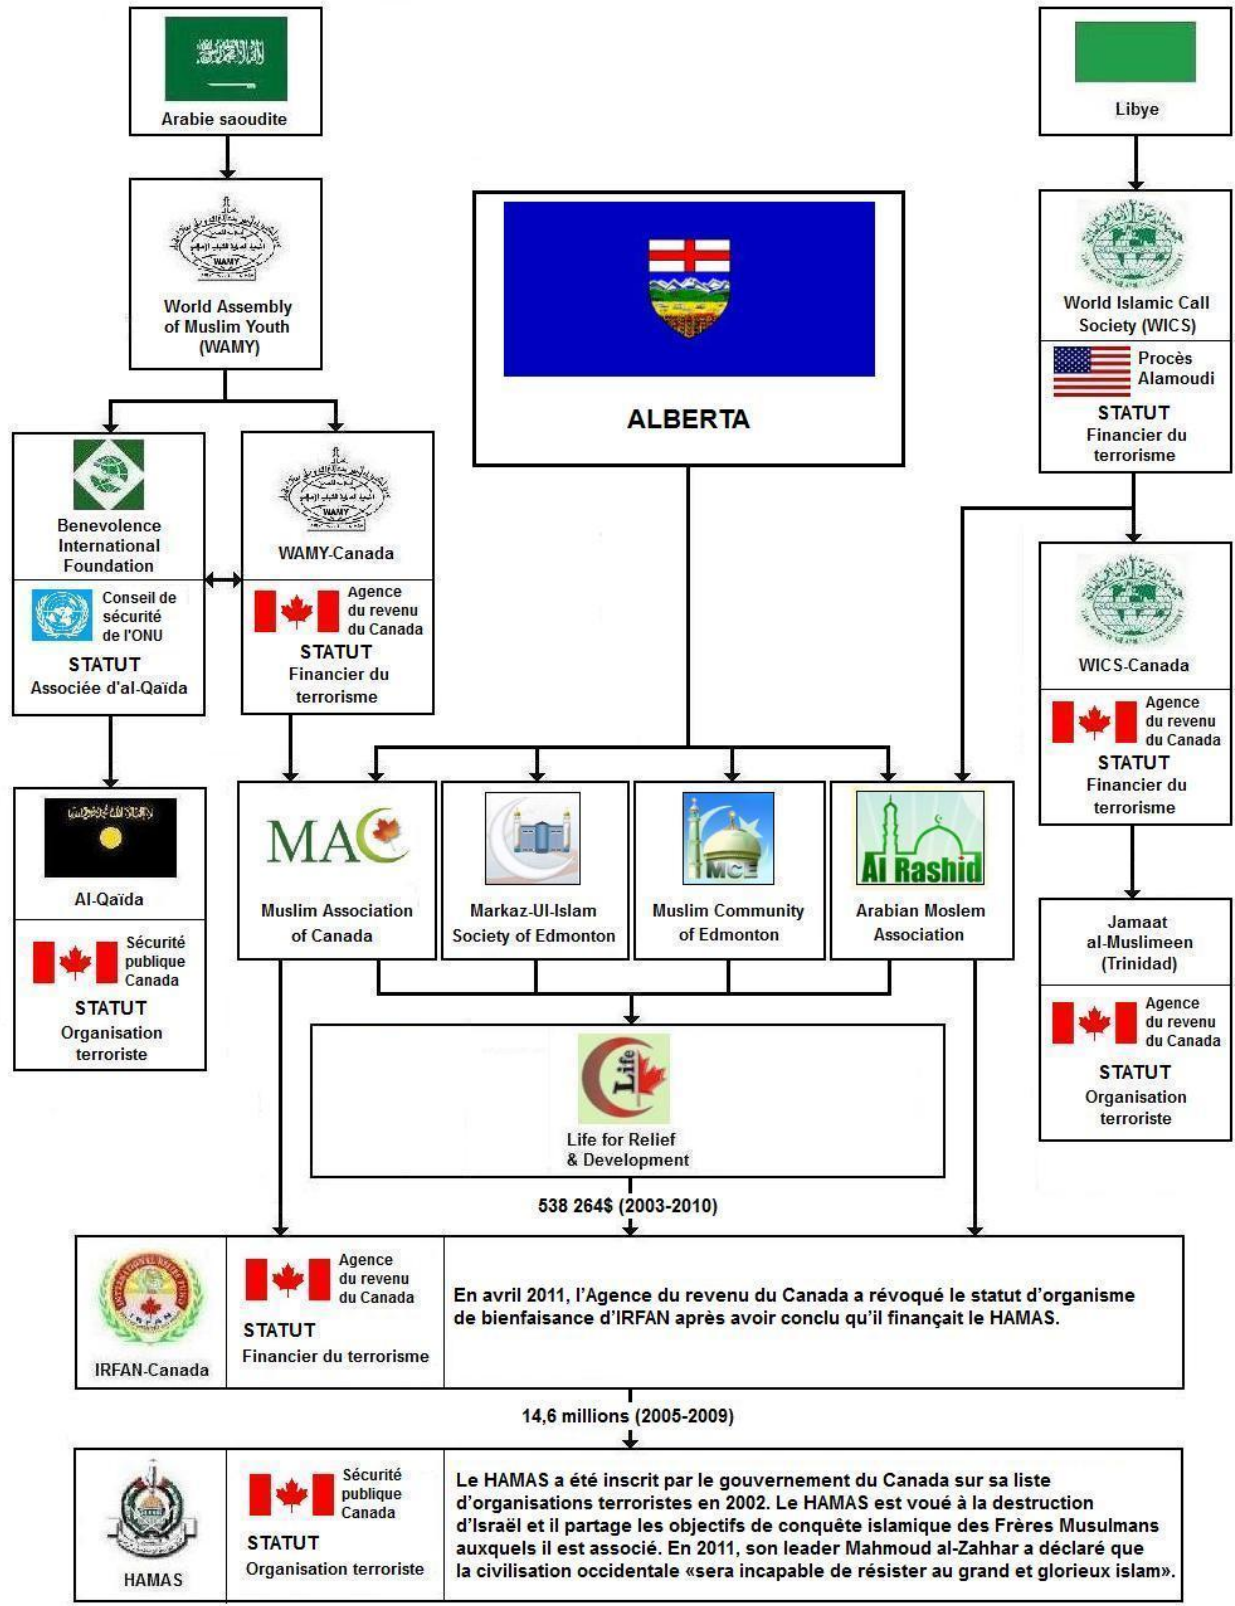 Arabie saoudite
Libye
World Assembly
of Muslim Youth
(WAMY)
WAMY
ALBERTA
World Islamic Call
Society (WICS)
Procès
Alamoudi
STATUT
Financier du
terrorisme
Benevolence
International
Foundation
Conseil de
sécurité
de l'ONU
STATUT
Associée d'al-Qaïda
WAMY
WAMY-Canada
Agence
du revenu
du Canada
STATUT
Financier du
terrorisme
WICS-Canada
Agence
du revenu
du Canada
STATUT
Financier du
terrorisme
Al-Qaïda
Sécurité
publique
Canada
STATUT
Organisation
terroriste
MAC
Muslim Association
of Canada
Markaz-Ul-Islam
Society of Edmonton
MCE
Muslim Community
of Edmonton
Al Rashid
Arabian Moslem
Association
Jamaat
al-Muslimeen
(Trinidad)
Agence
du revenu
du Canada
STATUT
Organisation
terroriste
Life
Life for Relief
& Development
538 264$ (2003-2010)
INTERNATIONAL RELIEF FUND
IRFAN
IRFAN-Canada
Agence
du revenu
du Canada
STATUT
Financier du terrorisme
En avril 2011, l'Agence du revenu du Canada a révoqué le statut d'organisme
de bienfaisance d'IRFAN après avoir conclu qu'il finançait le HAMAS.
14,6 millions (2005-2009)
HAMAS
Sécurité
publique
Canada
STATUT
Organisation terroriste
Le HAMAS a été inscrit par le gouvernement du Canada sur sa liste
d'organisations terroristes en 2002. Le HAMAS est voué à la destruction
d'Israël et il partage les objectifs de conquête islamique des Frères Musulmans
auxquels il est associé. En 2011, son leader Mahmoud al-Zahhar a déclaré que
la civilisation occidentale «sera incapable de résister au grand et glorieux islam».